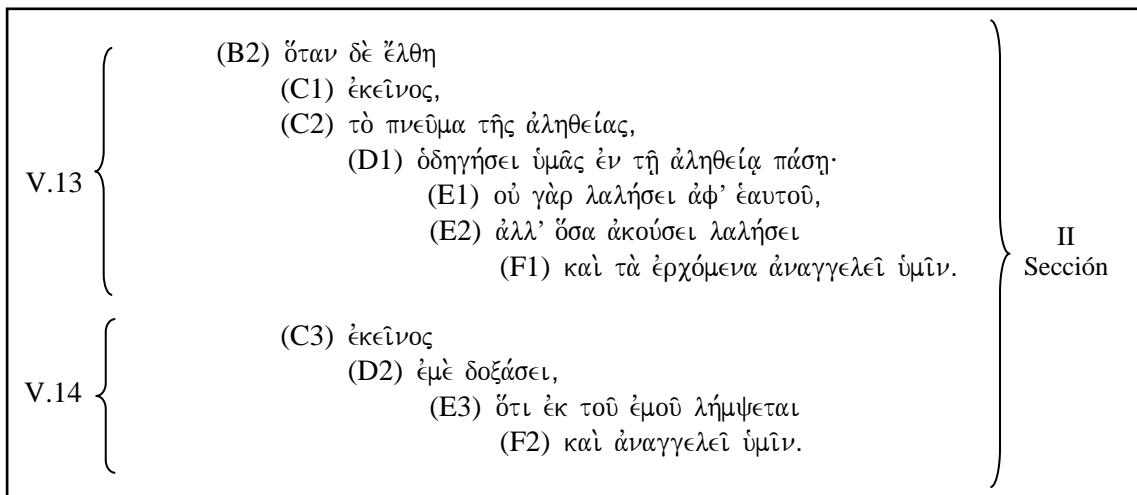 (B2) ὅταν δὲ ἔλθη
(C1) ἐκεῖνος,
(C2) τὸ πνεῦμα τῆς ἀληθείας,
(D1) ὁδηγήσει ὑμᾶς ἐν τῇ ἀληθείᾳ πάσῃ·
V.13
(E1) οὐ γὰρ λαλήσει ἀφ’ ἑαυτοῦ,
(E2) ἀλλ’ ὅσα ἀκούσει λαλήσει
(F1) καὶ τὰ ἐρχόμενα ἀναγγελεῖ ὑμῖν.
II
Sección
(C3) ἐκεῖνος
(D2) ἐμὲ δοξάσει,
V.14
(E3) ὅτι ἐκ τοῦ ἐμοῦ λήμψεται
(F2) καὶ ἀναγγελεῖ ὑμῖν.